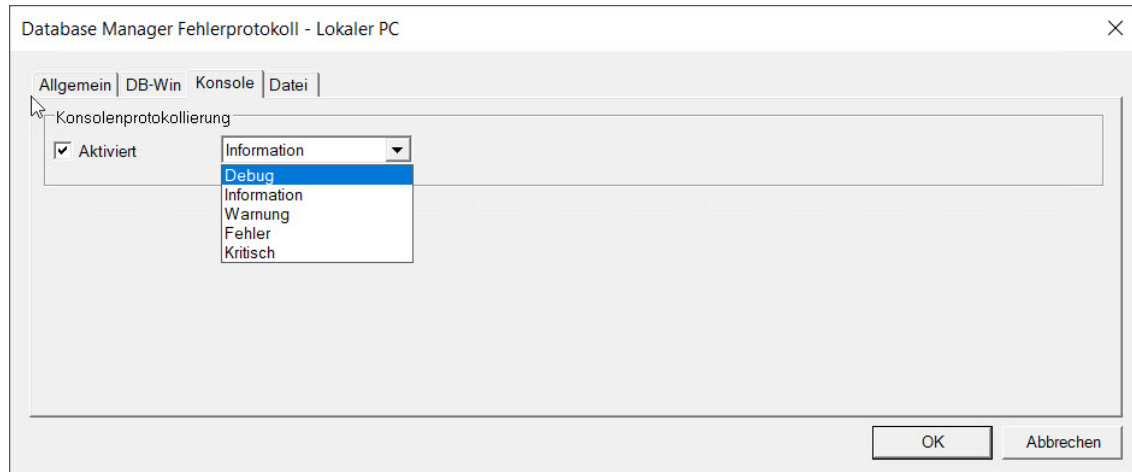 Database Manager Fehlerprotokoll - Lokaler PC
Allgemein DB-Win Konsole Datei
Konsolenprotokollierung
Aktiviert Information
Debug
Information
Warnung
Fehler
Kritisch
OK Abbrechen